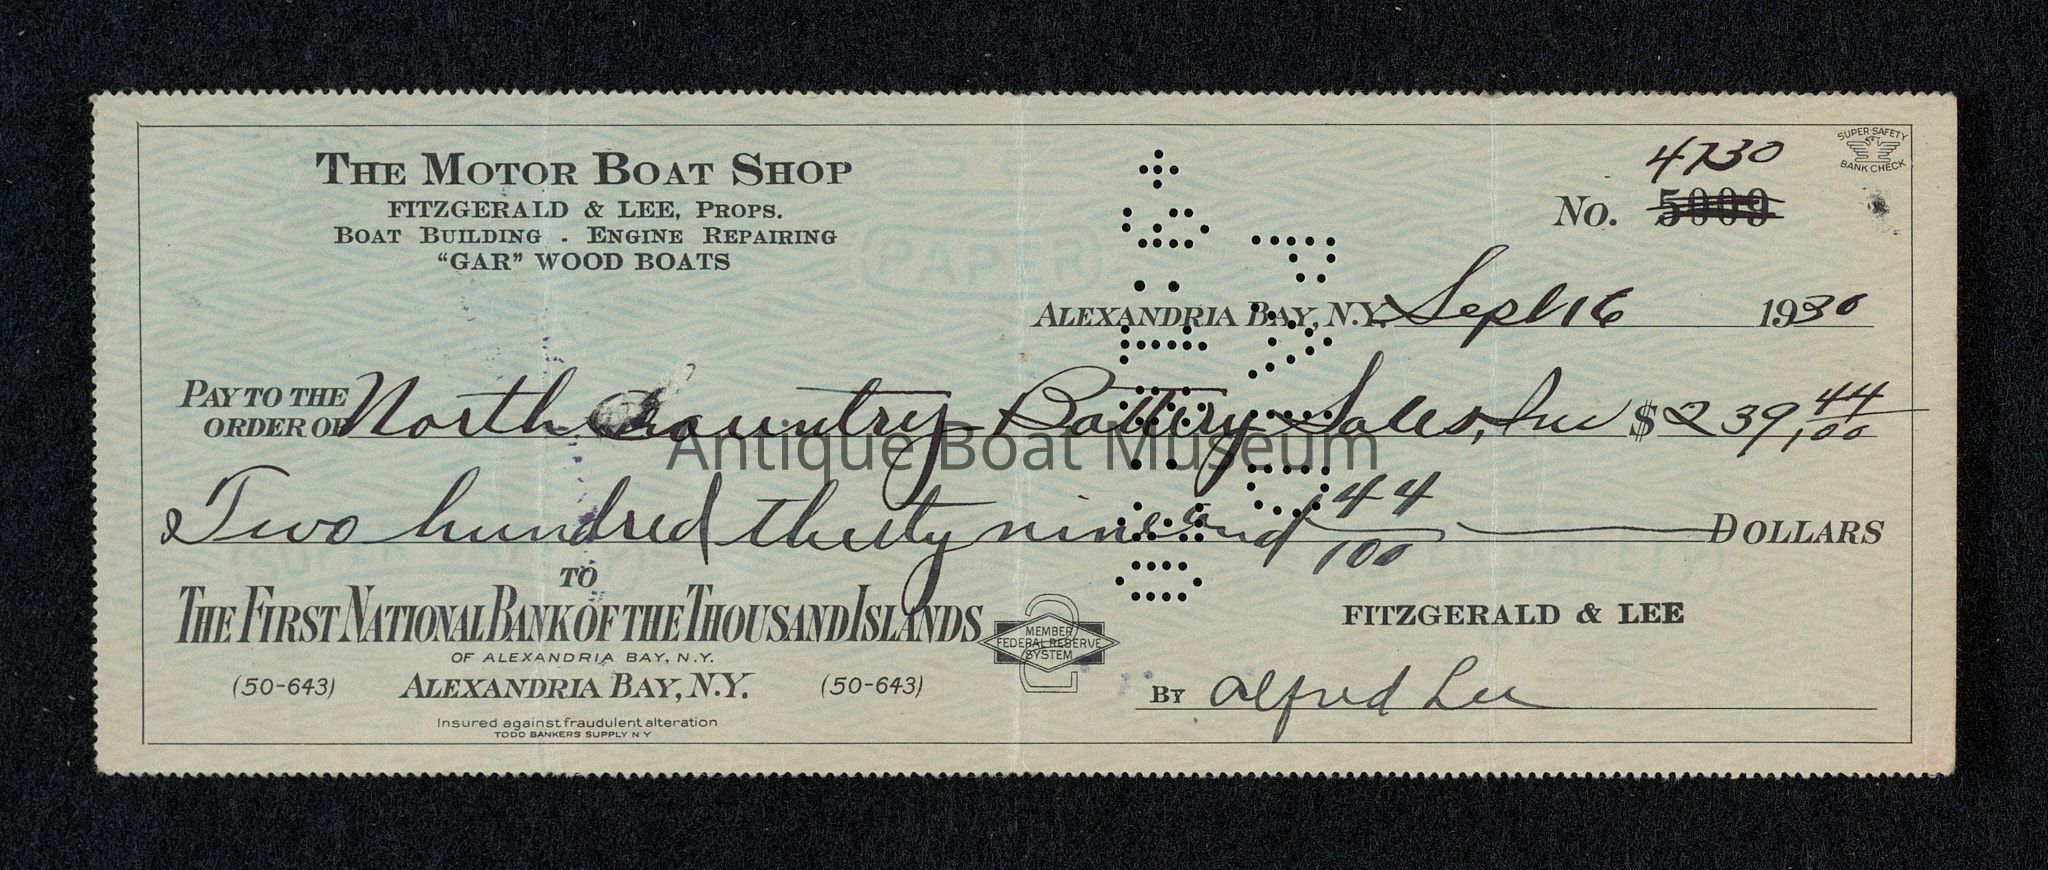 THE MOTOR BOAT SHOP
FITZGERALD & LEE, PROPS.
BOAT BUILDING - ENGINE REPAIRING
"GAR" WOOD BOATS
SUPER-SAFETY
BANK CHECK
4730
No. 5009
PAPER
ALEXANDRIA BAY, N.Y. Sept 16 1930
PAY TO THE
ORDER OF North Country Battery Sales, Inc $239,44/00
Antique Boat Museum
Two hundred thirty nine and 44/100 DOLLARS
TO
THE FIRST NATIONAL BANK OF THE THOUSAND ISLANDS
OF ALEXANDRIA BAY, N.Y.
(50-643) ALEXANDRIA BAY, N.Y. (50-643)
2
MEMBER
FEDERAL RESERVE
SYSTEM
Insured against fraudulent alteration
TODD BANKERS SUPPLY N Y
FITZGERALD & LEE
BY Alfred Lee